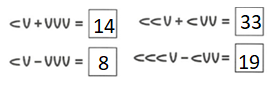 <V + VVV = 14
<<V + <VV = 33
<V - VVV = 8
<<<V - <VV = 19